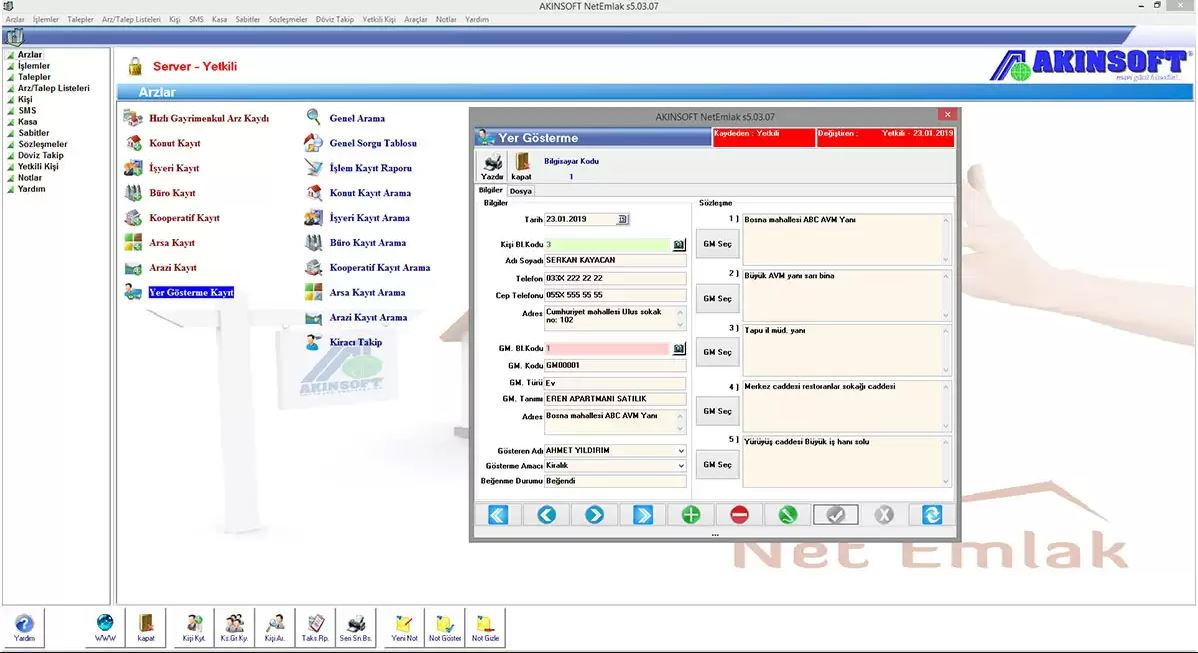 AKINSOFT NetEmlak s5.03.07
Arzlar İşlemler Talepler Arz/Talep Listeleri Kişi SMS Kasa Sabitler Sözleşmeler Döviz Takip Yetkili Kişi Araçlar Notlar Yardım
Arzlar
İşlemler
Talepler
Arz/Talep Listeleri
Kişi
SMS
Kasa
Sabitler
Sözleşmeler
Döviz Takip
Yetkili Kişi
Notlar
Yardım
Server - Yetkili
AKINSOFT
Arzlar
Hızlı Gayrimenkul Arz Kaydı
Konut Kayıt
İşyeri Kayıt
Büro Kayıt
Kooperatif Kayıt
Arsa Kayıt
Arazi Kayıt
Yer Gösterme Kayıt
Genel Arama
Genel Sorgu Tablosu
İşlem Kayıt Raporu
Konut Kayıt Arama
İşyeri Kayıt Arama
Büro Kayıt Arama
Kooperatif Kayıt Arama
Arsa Kayıt Arama
Arazi Kayıt Arama
Kiracı Takip
AKINSOFT
AKINSOFT NetEmlak s5.03.07
Yer Gösterme
Kaydeden : Yetkili
Değiştiren : Yetkili - 23.01.2019
Yazdır
kapat
Bilgisayar Kodu
1
Bilgiler Dosya
Bilgiler
Tarih 23.01.2019
Kişi Bl.Kodu 3
Adı Soyadı SERKAN KAYACAN
Telefon 033X 222 22 22
Cep Telefonu 055X 555 55 55
Adres Cumhuriyet mahallesi Ulus sokak
no: 102
GM. Bl.Kodu 1
GM. Kodu GM00001
GM. Türü Ev
GM. Tanımı EREN APARTMANI SATILIK
Adres Bosna mahallesi ABC AVM Yanı
Gösteren Adı AHMET YILDIRIM
Gösterme Amacı Kiralık
Beğenme Durumu Beğendi
Sözleşme
1 ) Bosna mahallesi ABC AVM Yanı
GM Seç
2 ) Büyük AVM yanı sarı bina
GM Seç
3 ) Tapu il müd. yanı
GM Seç
4 ) Merkez caddesi restoranlar sokağı caddesi
GM Seç
5 ) Yürüyüş caddesi Büyük iş hanı solu
GM Seç
...
Net Emlak
Yardım
WWW
kapat
Kişi Kyt.
Ks.Gr.Ky.
Kişi Ar.
Taks.Rp.
Seri Sn.Bs.
Yeni Not
Not Göster
Not Gizle